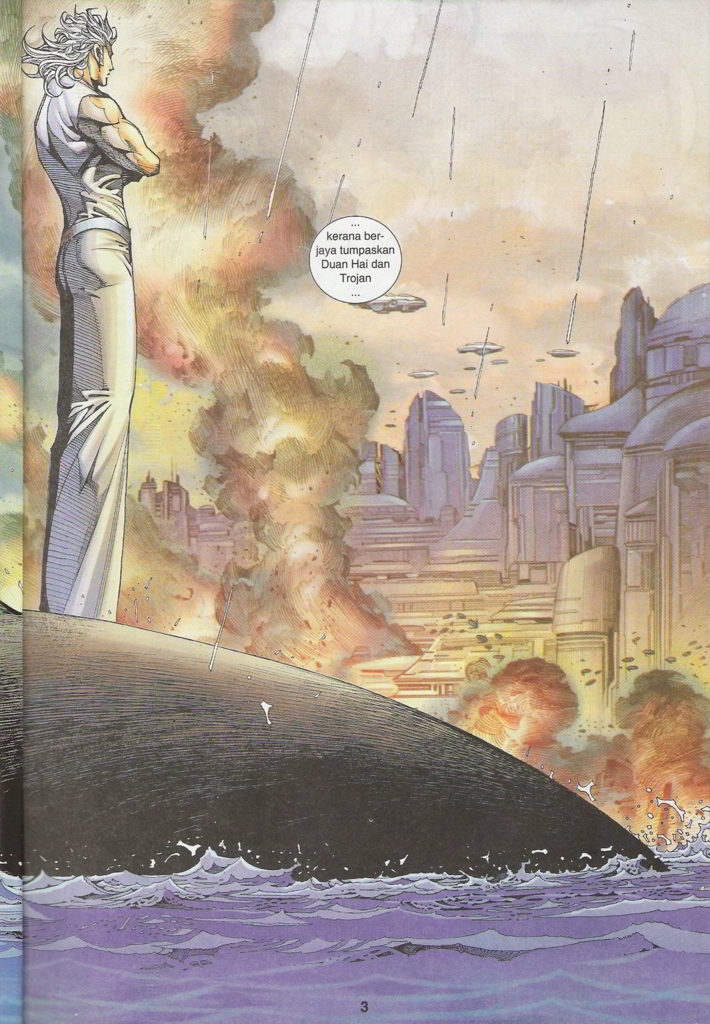 ...
kerana ber-
jaya tumpaskan
Duan Hai dan
Trojan
...
3